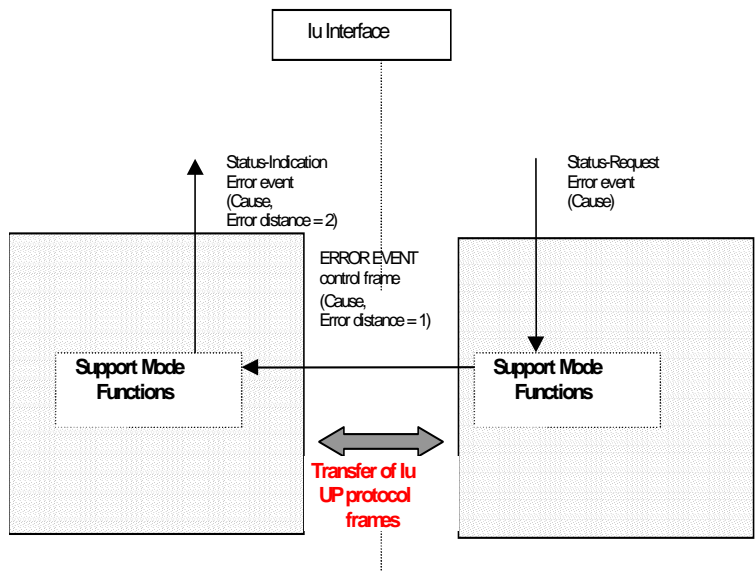 Iu Interface
Status-Indication
Error event
(Cause,
Error distance = 2)
Status-Request
Error event
(Cause)
ERROR EVENT
control frame
(Cause,
Error distance = 1)
Support Mode
Functions
Support Mode
Functions
Transfer of Iu
UP protocol
frames